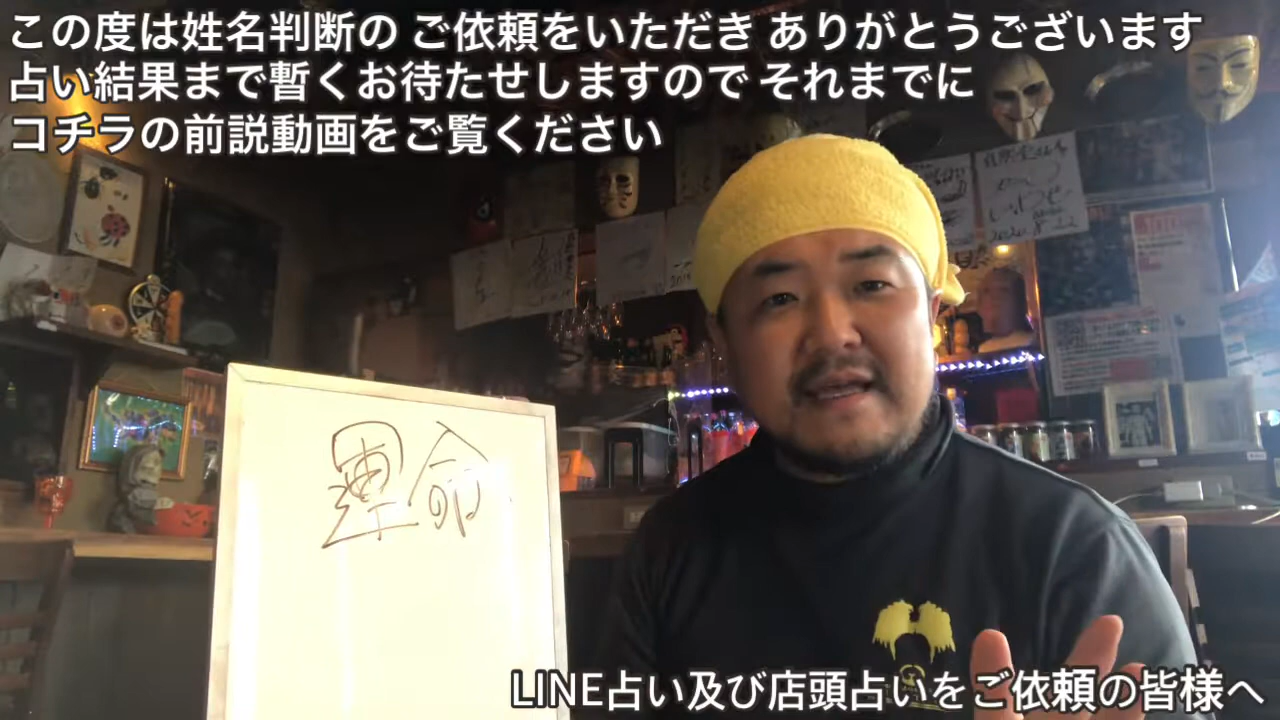 この度は姓名判断の ご依頼をいただき ありがとうございます
占い結果まで暫くお待たせしますので それまでに
コチラの前説動画をご覧ください
運命
LINE占い及び店頭占いをご依頼の皆様へ